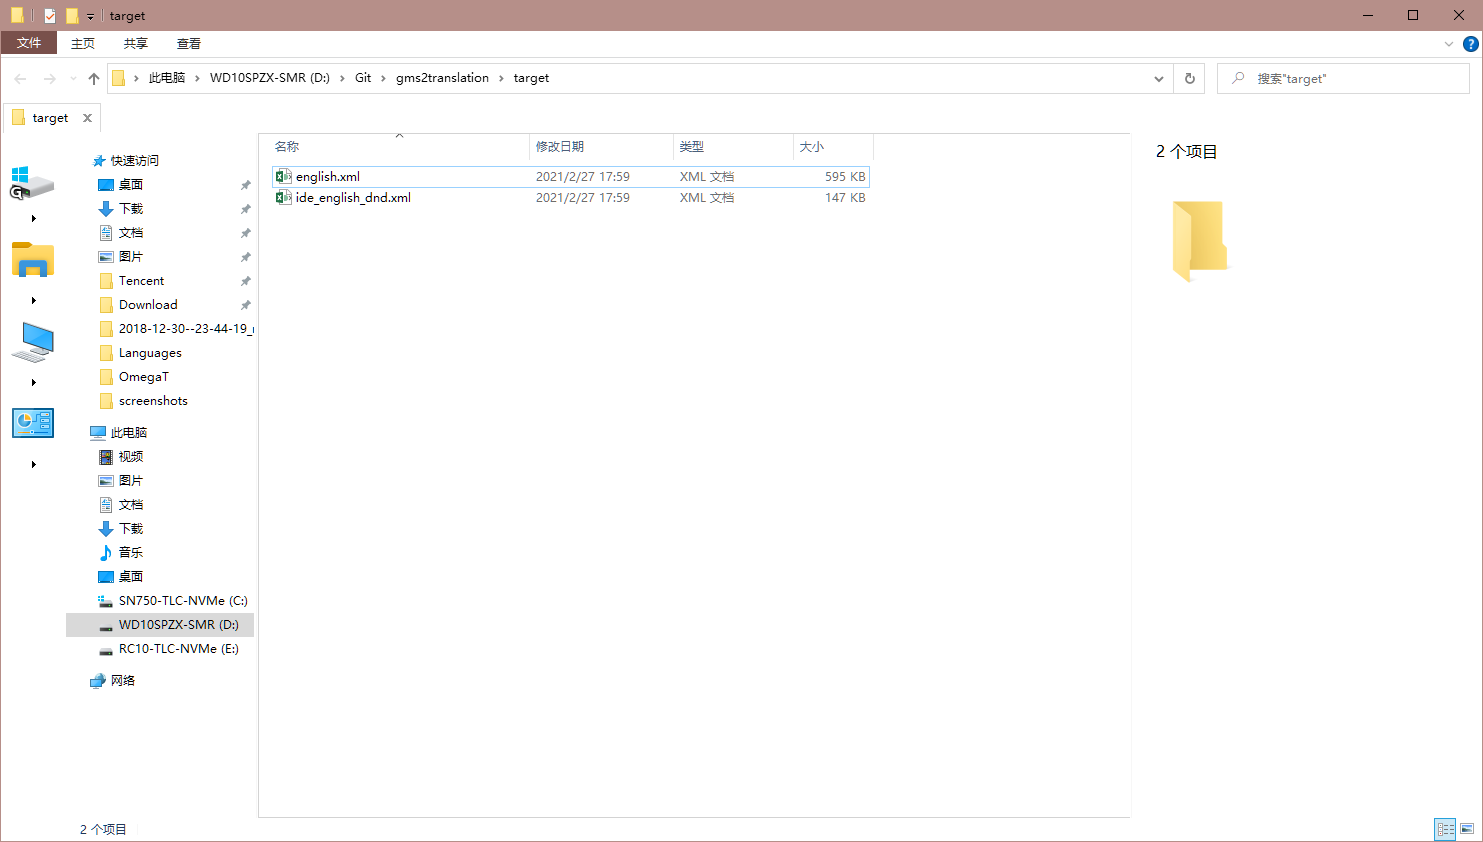 target
文件 主页 共享 查看
此电脑 WD10SPZX-SMR (D:) Git gms2translation target
搜索"target"
target
快速访问
桌面
下载
文档
图片
Tencent
Download
2018-12-30--23-44-19_
Languages
OmegaT
screenshots
此电脑
视频
图片
文档
下载
音乐
桌面
SN750-TLC-NVMe (C:)
WD10SPZX-SMR (D:)
RC10-TLC-NVMe (E:)
网络
名称 修改日期 类型 大小
english.xml 2021/2/27 17:59 XML 文档 595 KB
ide_english_dnd.xml 2021/2/27 17:59 XML 文档 147 KB
2 个项目
2 个项目